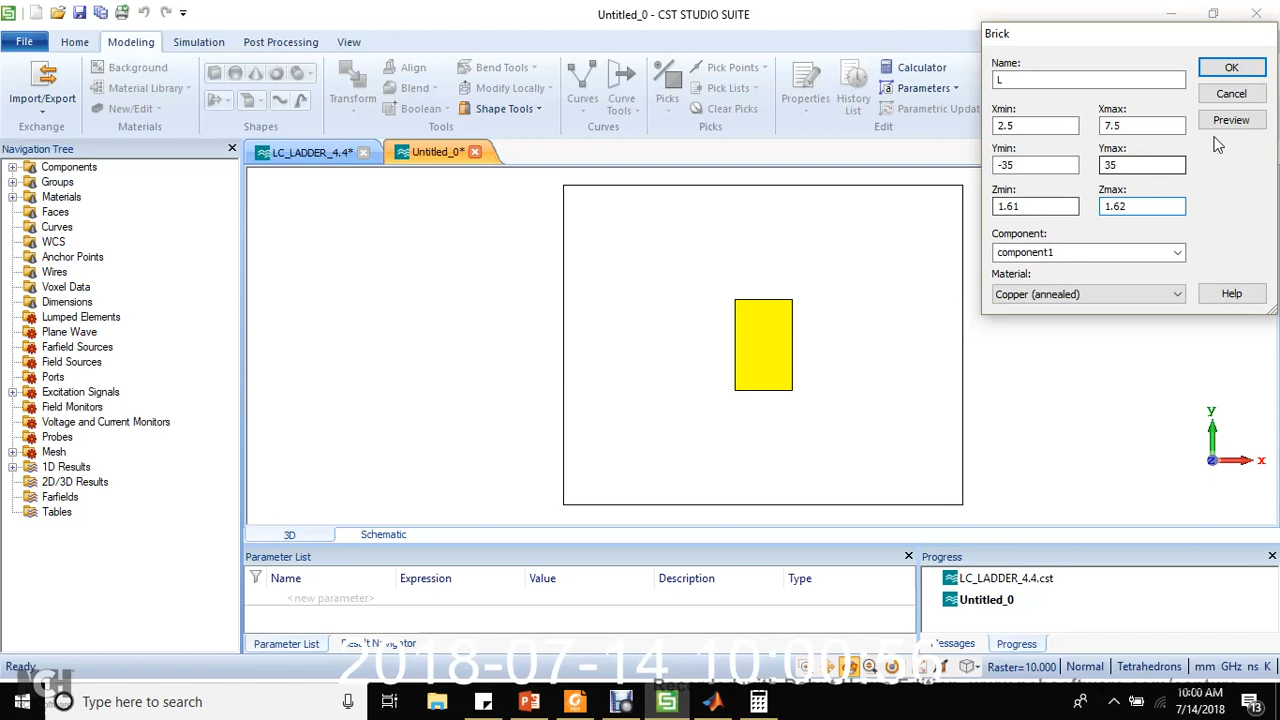 Untitled_0 - CST STUDIO SUITE
File
Home
Modeling
Simulation
Post Processing
View
Import/Export
Exchange
Background
Material Library
New/Edit
Materials
Shapes
Transform
Align
Blend
Boolean
Bend Tools
Modify Locally
Shape Tools
Tools
Curves
Curve Tools
Curves
Picks
Pick Points
Pick Lists
Clear Picks
Picks
Properties
History List
Calculator
Parameters
Parametric Upda
Edit
Brick
Name:
L
OK
Cancel
Preview
Xmin:
Xmax:
2.5
7.5
Ymin:
Ymax:
-35
35
Zmin:
Zmax:
1.61
1.62
Component:
component1
Material:
Copper (annealed)
Help
Navigation Tree
LC_LADDER_4.4*
Untitled_0*
Components
Groups
Materials
Faces
Curves
WCS
Anchor Points
Wires
Voxel Data
Dimensions
Lumped Elements
Plane Wave
Farfield Sources
Field Sources
Ports
Excitation Signals
Field Monitors
Voltage and Current Monitors
Probes
Mesh
1D Results
2D/3D Results
Farfields
Tables
y
x
z
3D
Schematic
Parameter List
Name
Expression
Value
Description
Type
<new parameter>
Parameter List
Result Navigator
Progress
LC_LADDER_4.4.cst
Untitled_0
Messages
Progress
Ready
Raster=10.000
Normal
Tetrahedrons
mm GHz ns K
Type here to search
10:00 AM
7/14/2018
13